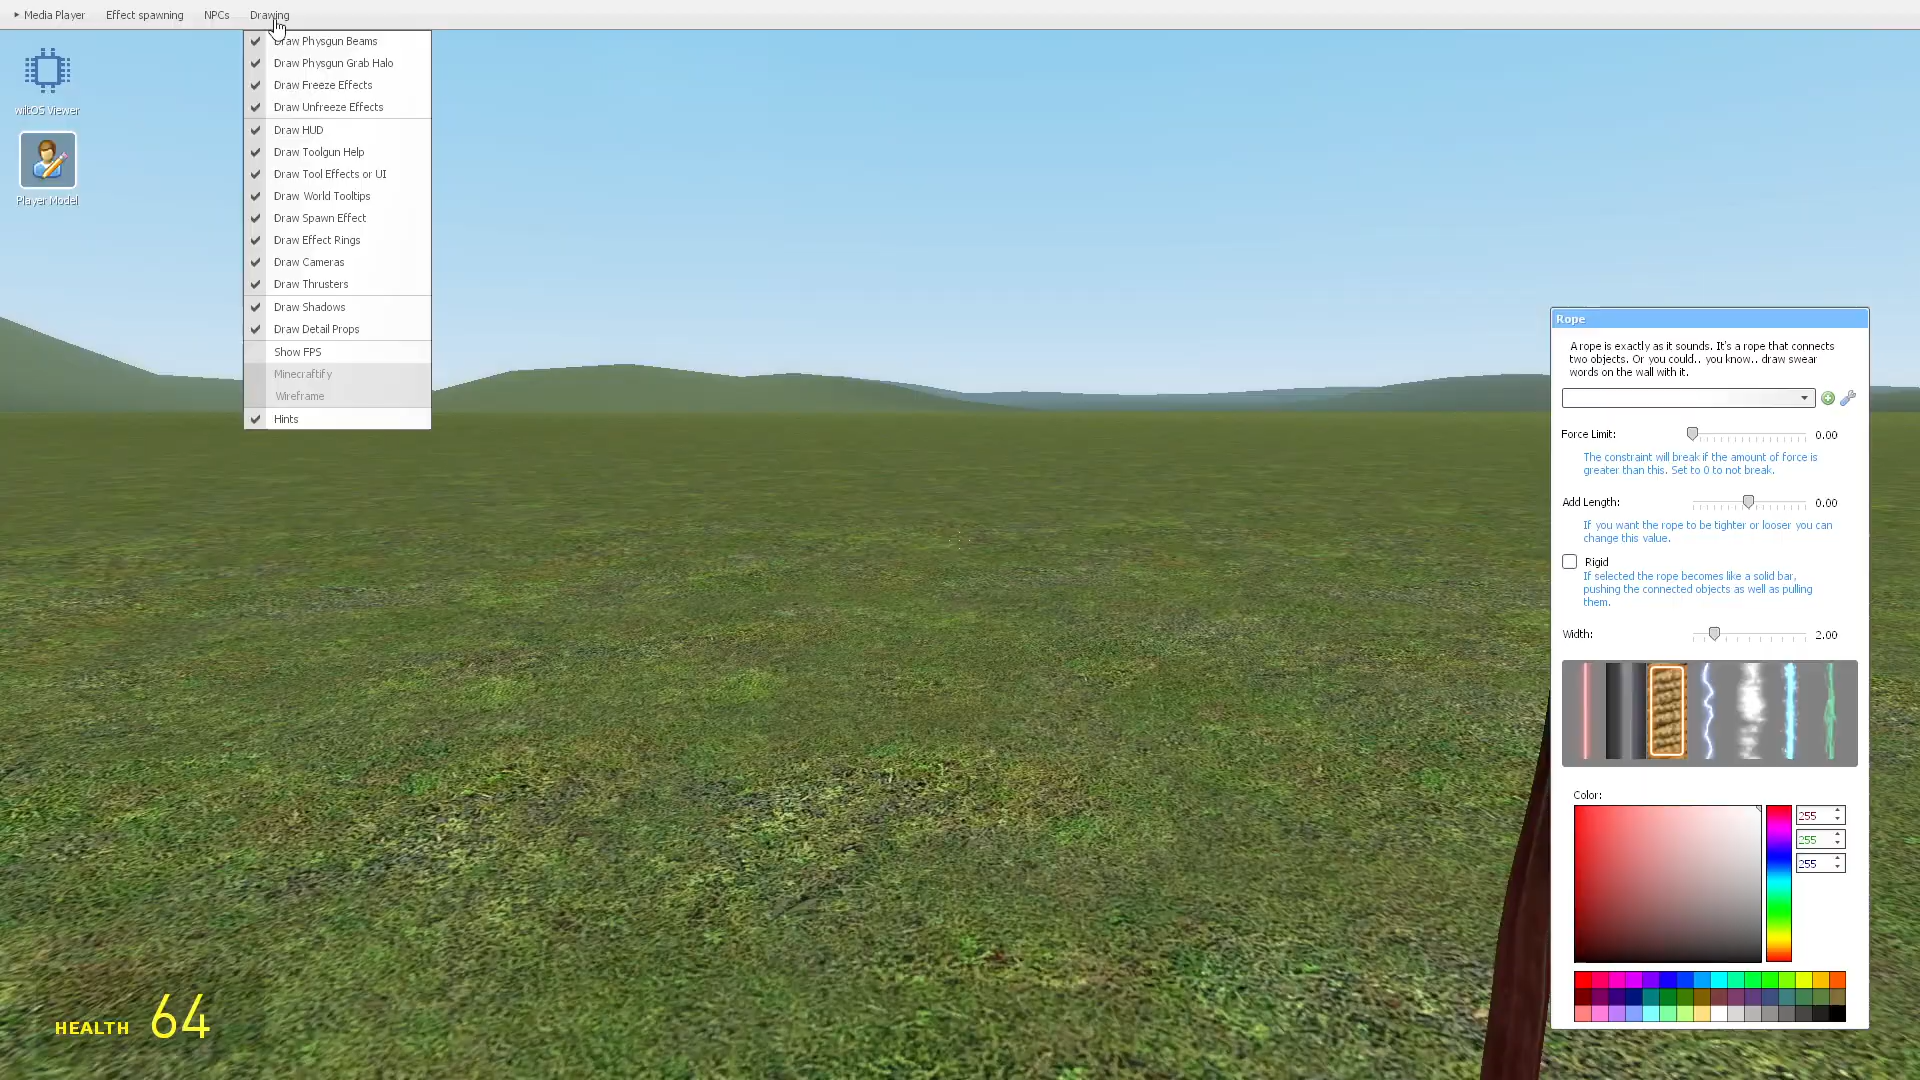 Media Player
Effect spawning
NPCs
Drawing
wiltOS Viewer
Player Model
Draw Physgun Beams
Draw Physgun Grab Halo
Draw Freeze Effects
Draw Unfreeze Effects
Draw HUD
Draw Toolgun Help
Draw Tool Effects or UI
Draw World Tooltips
Draw Spawn Effect
Draw Effect Rings
Draw Cameras
Draw Thrusters
Draw Shadows
Draw Detail Props
Show FPS
Minecraftify
Wireframe
Hints
Rope
A rope is exactly as it sounds. It's a rope that connects
two objects. Or you could.. you know.. draw swear
words on the wall with it.
Force Limit: 0.00
The constraint will break if the amount of force is
greater than this. Set to 0 to not break.
Add Length: 0.00
If you want the rope to be tighter or looser you can
change this value.
Rigid
If selected the rope becomes like a solid bar,
pushing the connected objects as well as pulling
them.
Width: 2.00
Color:
255
255
255
HEALTH 64